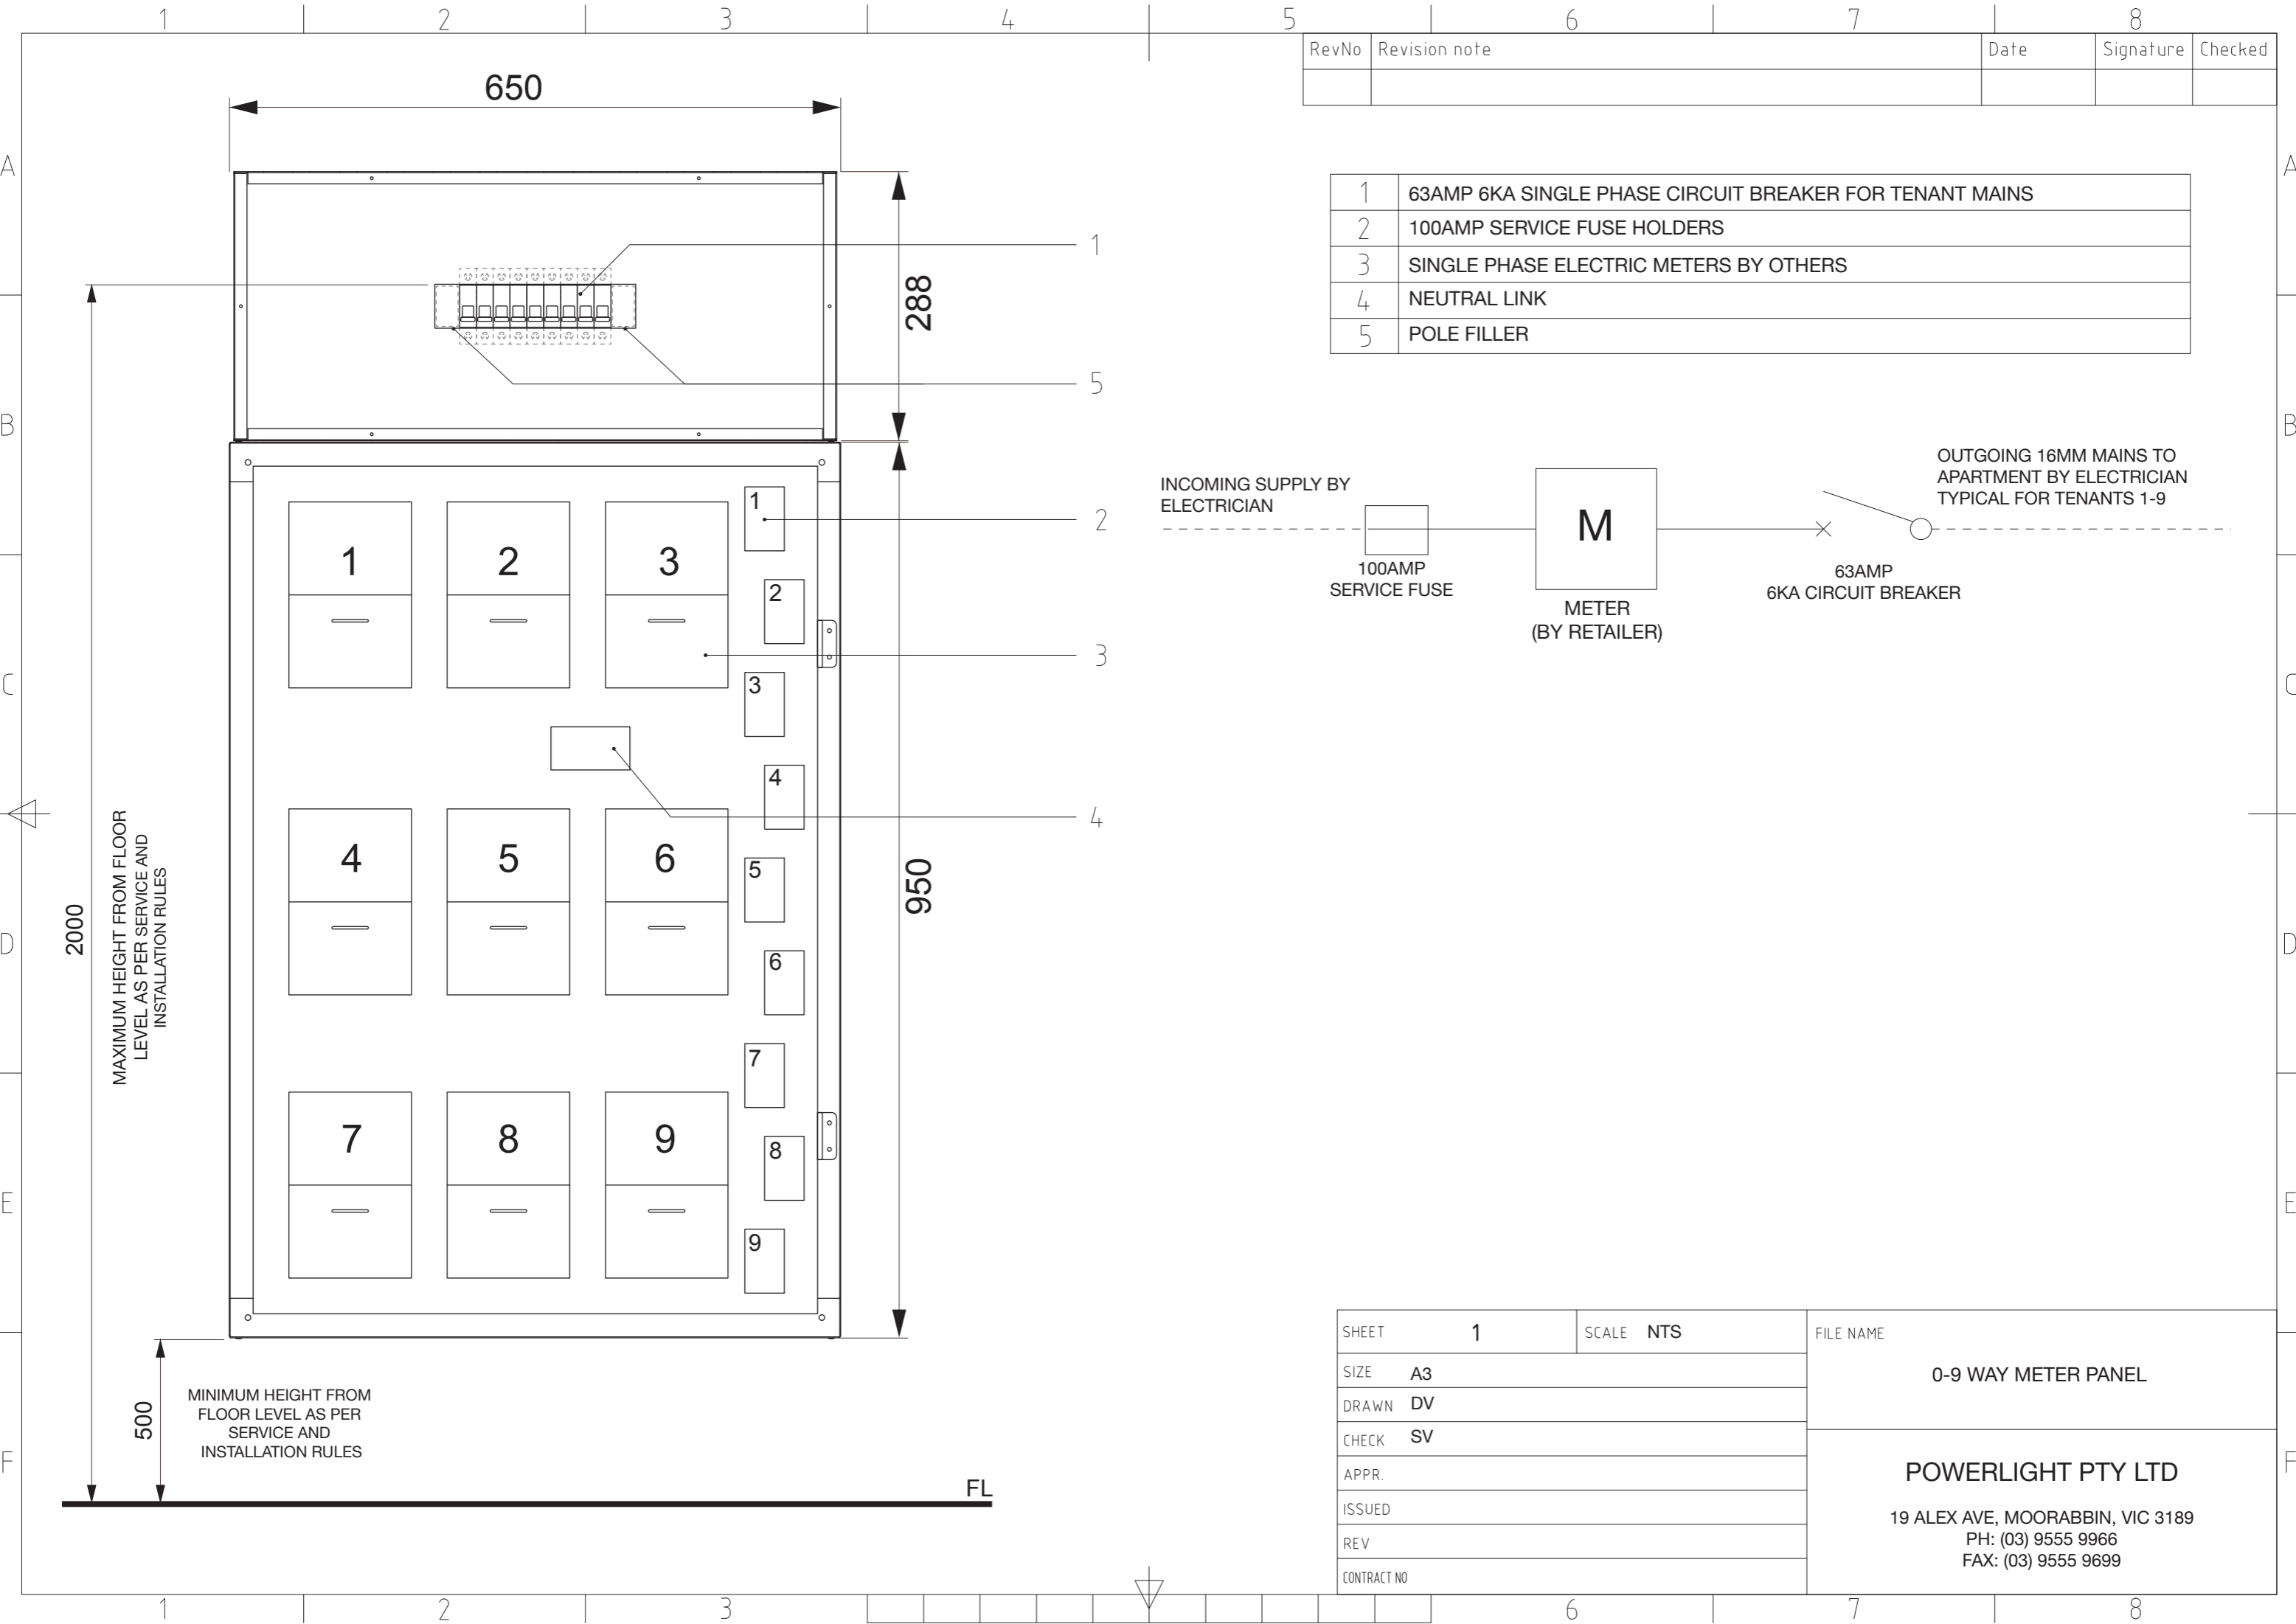 1 2 3 4 5 6 7 8
RevNo Revision note Date Signature Checked
A A
B B
C C
D D
E E
F F
650
288
950
2000
MAXIMUM HEIGHT FROM FLOOR
LEVEL AS PER SERVICE AND
INSTALLATION RULES
500
MINIMUM HEIGHT FROM
FLOOR LEVEL AS PER
SERVICE AND
INSTALLATION RULES
FL
1
5
2
3
4
1 2 3
4 5 6
7 8 9
1
2
3
4
5
6
7
8
9
1 63AMP 6KA SINGLE PHASE CIRCUIT BREAKER FOR TENANT MAINS
2 100AMP SERVICE FUSE HOLDERS
3 SINGLE PHASE ELECTRIC METERS BY OTHERS
4 NEUTRAL LINK
5 POLE FILLER
INCOMING SUPPLY BY
ELECTRICIAN
100AMP
SERVICE FUSE
M
METER
(BY RETAILER)
63AMP
6KA CIRCUIT BREAKER
OUTGOING 16MM MAINS TO
APARTMENT BY ELECTRICIAN
TYPICAL FOR TENANTS 1-9
SHEET 1 SCALE NTS
SIZE A3
DRAWN DV
CHECK SV
APPR.
ISSUED
REV
CONTRACT NO
FILE NAME
0-9 WAY METER PANEL
POWERLIGHT PTY LTD
19 ALEX AVE, MOORABBIN, VIC 3189
PH: (03) 9555 9966
FAX: (03) 9555 9699
1 2 3 6 7 8